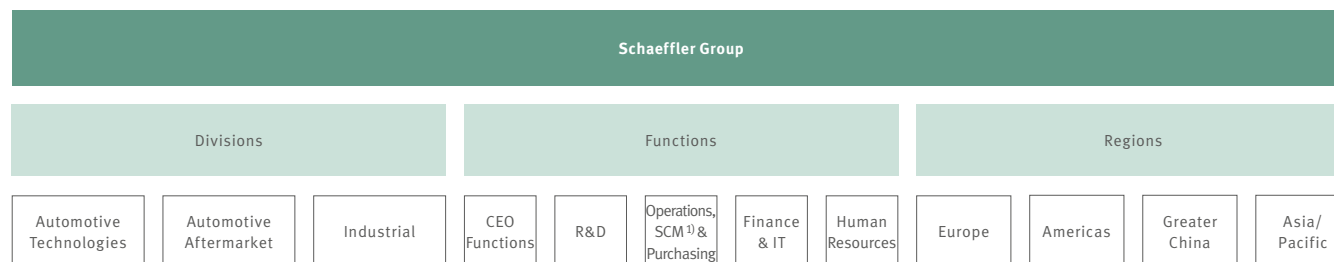 Schaeffler Group
Divisions
Functions
Regions
Automotive
Technologies
Automotive
Aftermarket
Industrial
CEO
Functions
R&D
Operations,
SCM 1) &
Purchasing
Finance
& IT
Human
Resources
Europe
Americas
Greater
China
Asia/
Pacific